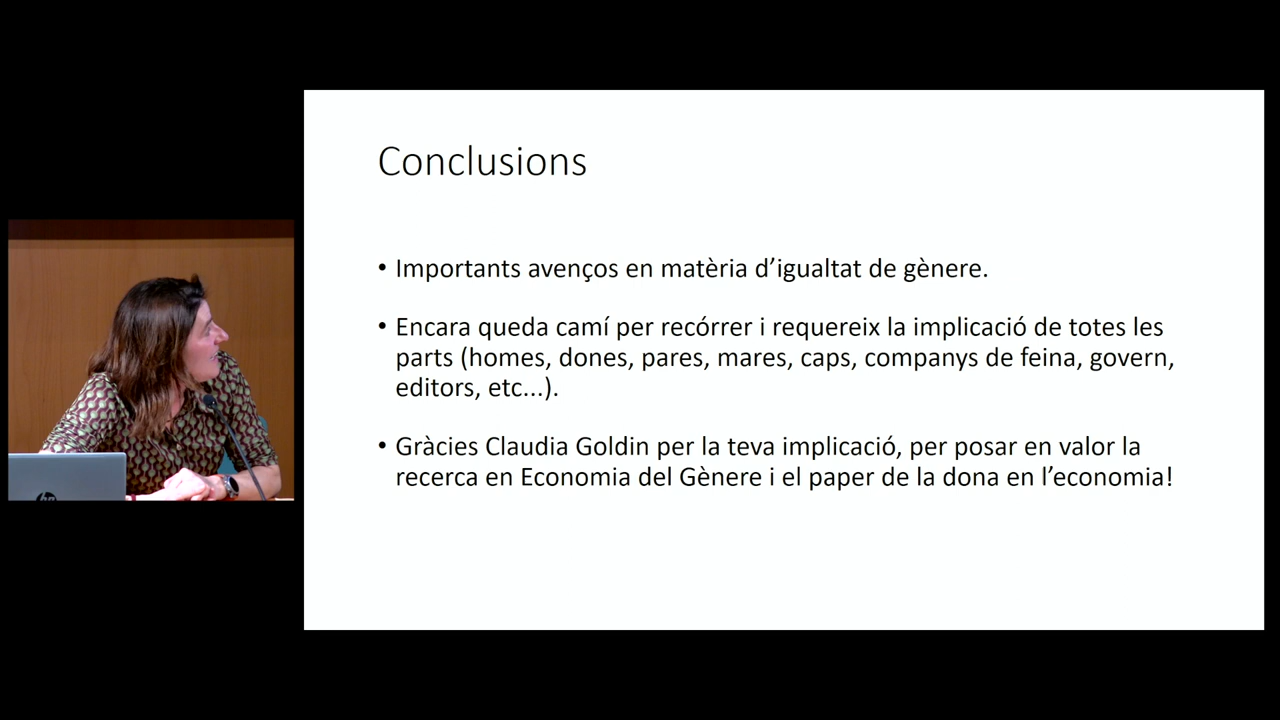 Conclusions
• Importants avenços en matèria d’igualtat de gènere.
• Encara queda camí per recórrer i requereix la implicació de totes les
parts (homes, dones, pares, mares, caps, companys de feina, govern,
editors, etc...).
• Gràcies Claudia Goldin per la teva implicació, per posar en valor la
recerca en Economia del Gènere i el paper de la dona en l’economia!
hp